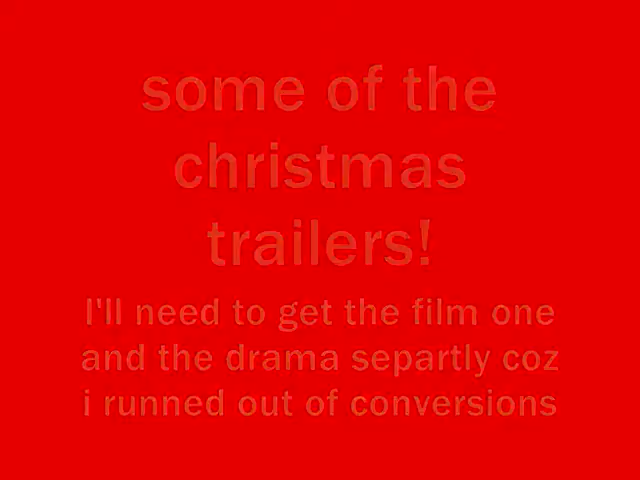 some of the
christmas
trailers!
I'll need to get the film one
and the drama separtly coz
i runned out of conversions